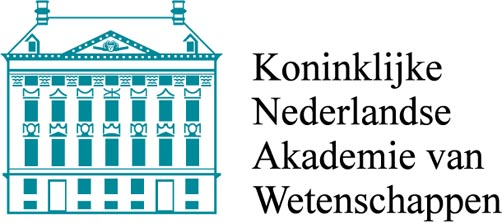 Koninklijke
Nederlandse
Akademie van
Wetenschappen